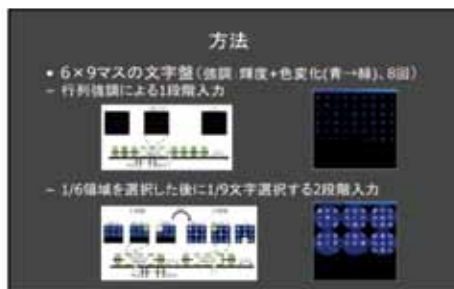 方法
• 6×9マスの文字盤(強調 輝度+色変化(青→緑)、8回)
– 行列強調による1段階入力
– 1/6領域を選択した後に1/9文字選択する2段階入力